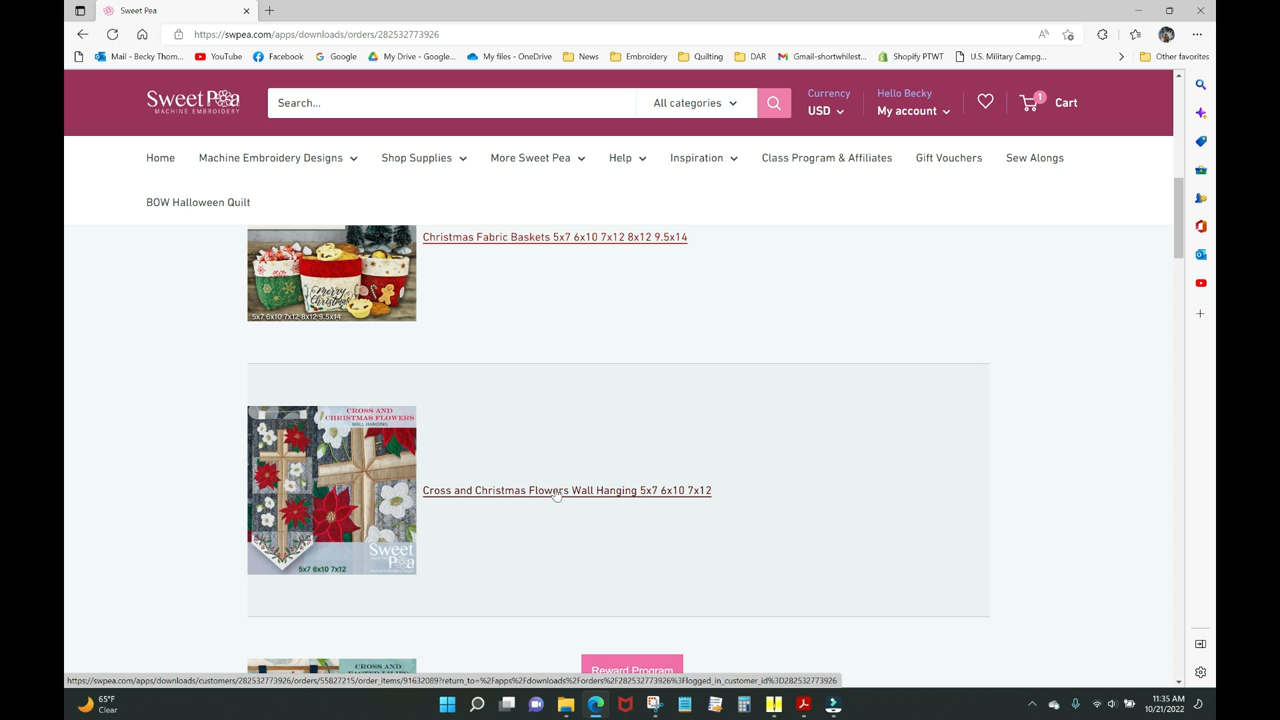 Sweet Pea
https://swpea.com/apps/downloads/orders/282532773926
Mail - Becky Thom... YouTube Facebook Google My Drive - Google... My files - OneDrive News Embroidery Quilting DAR Gmail-shortwhilest... Shopify PTWT U.S. Military Campg... Other favorites
Sweet Pea
MACHINE EMBROIDERY
Search...
All categories
Currency
USD
Hello Becky
My account
1
Cart
Home Machine Embroidery Designs Shop Supplies More Sweet Pea Help Inspiration Class Program & Affiliates Gift Vouchers Sew Alongs
BOW Halloween Quilt
Merry
Christmas
5x7 6x10 7x12 8x12 9.5x14
Christmas Fabric Baskets 5x7 6x10 7x12 8x12 9.5x14
CROSS AND
CHRISTMAS FLOWERS
WALL HANGING
Sweet
Pea
5x7 6x10 7x12
Cross and Christmas Flowers Wall Hanging 5x7 6x10 7x12
CROSS AND
Reward Program
https://swpea.com/apps/downloads/customers/282532773926/orders/55827215/order_items/91632089?return_to=%2Fapps%2Fdownloads%2Forders%2F282532773926%3Flogged_in_customer_id%3D282532773926
65°F
Clear
11:35 AM
10/21/2022